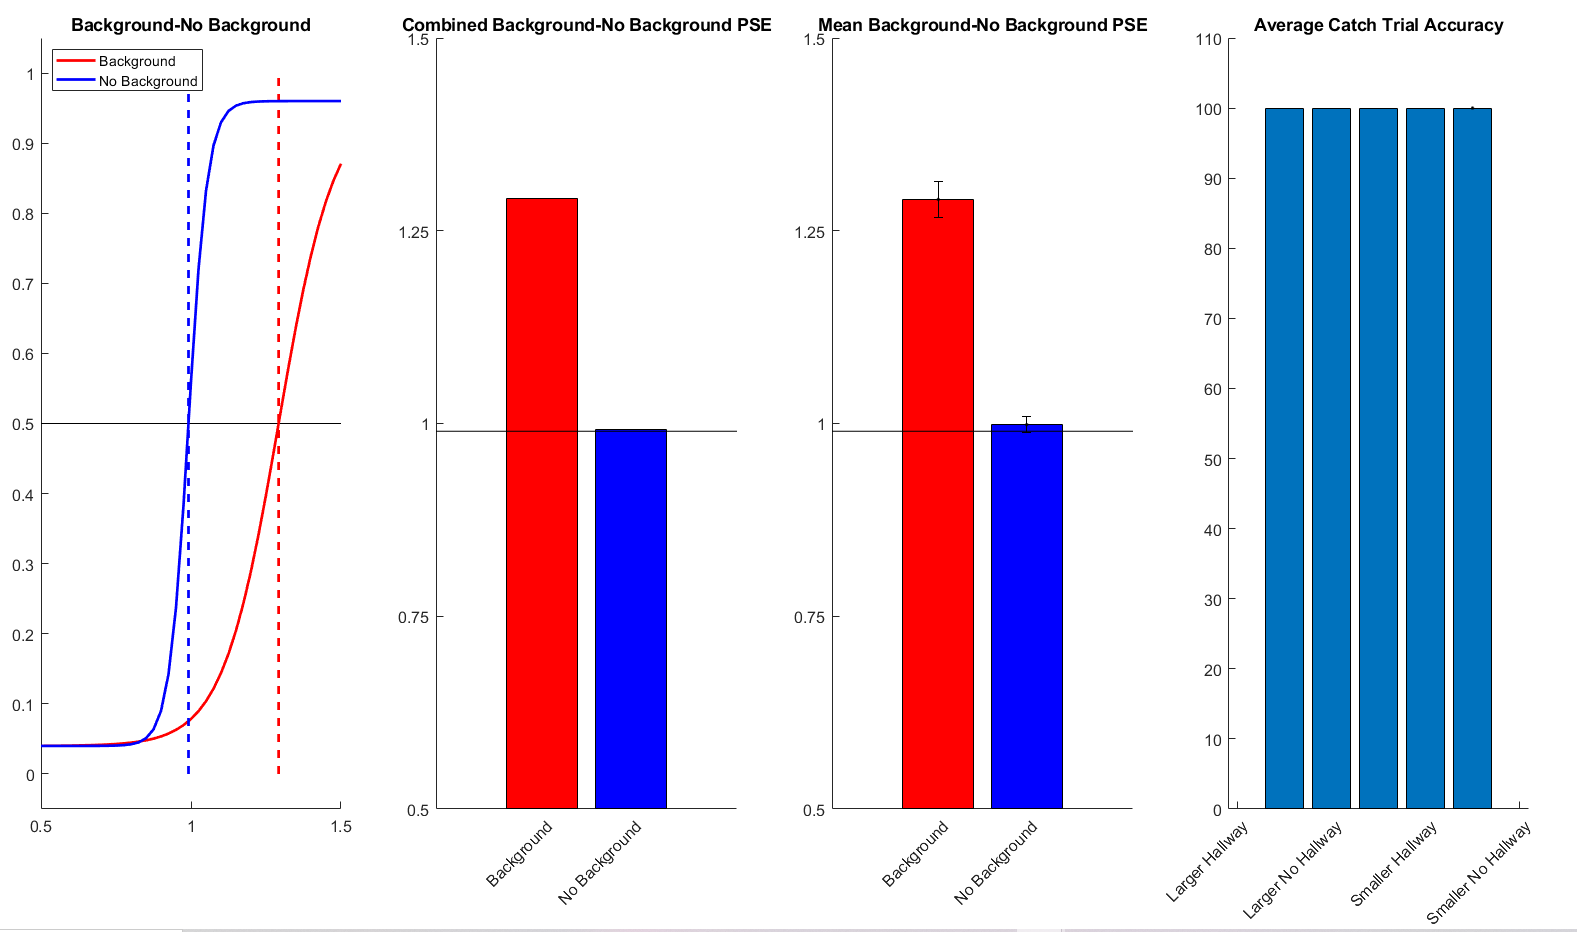 Background-No Background
Background
No Background
1
0.9
0.8
0.7
0.6
0.5
0.4
0.3
0.2
0.1
0
0.5
1
1.5
Combined Background-No Background PSE
1.5
1.25
1
0.75
0.5
Background
No Background
Mean Background-No Background PSE
1.5
1.25
1
0.75
0.5
Background
No Background
Average Catch Trial Accuracy
110
100
90
80
70
60
50
40
30
20
10
0
Larger Hallway
Larger No Hallway
Smaller Hallway
Smaller No Hallway